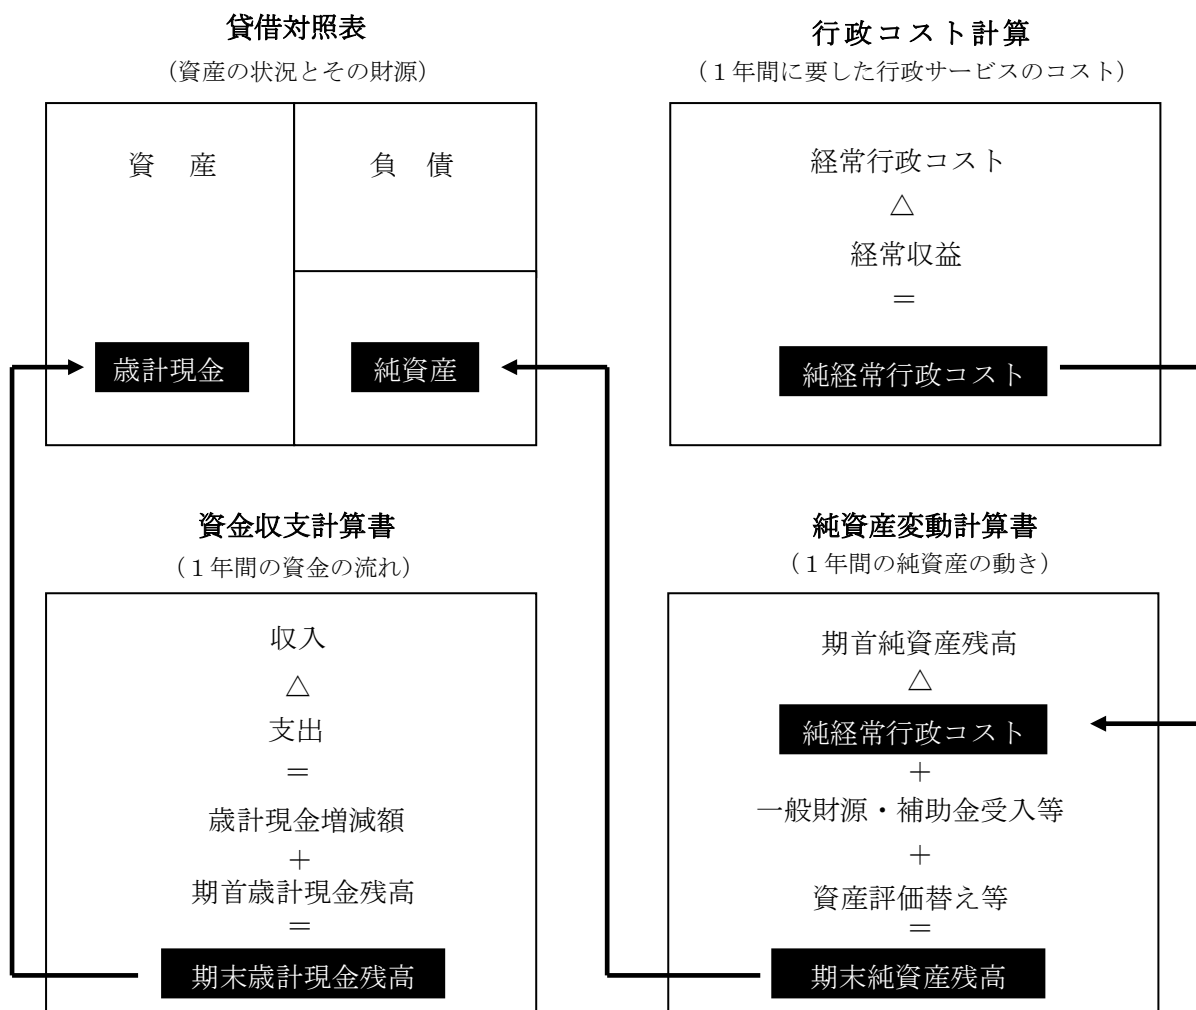 貸借対照表
（資産の状況とその財源）
資　産
負　債
歳計現金
純資産
行政コスト計算
（１年間に要した行政サービスのコスト）
経常行政コスト
△
経常収益
＝
純経常行政コスト
資金収支計算書
（１年間の資金の流れ）
収入
△
支出
＝
歳計現金増減額
＋
期首歳計現金残高
＝
期末歳計現金残高
純資産変動計算書
（１年間の純資産の動き）
期首純資産残高
△
純経常行政コスト
＋
一般財源・補助金受入等
＋
資産評価替え等
＝
期末純資産残高